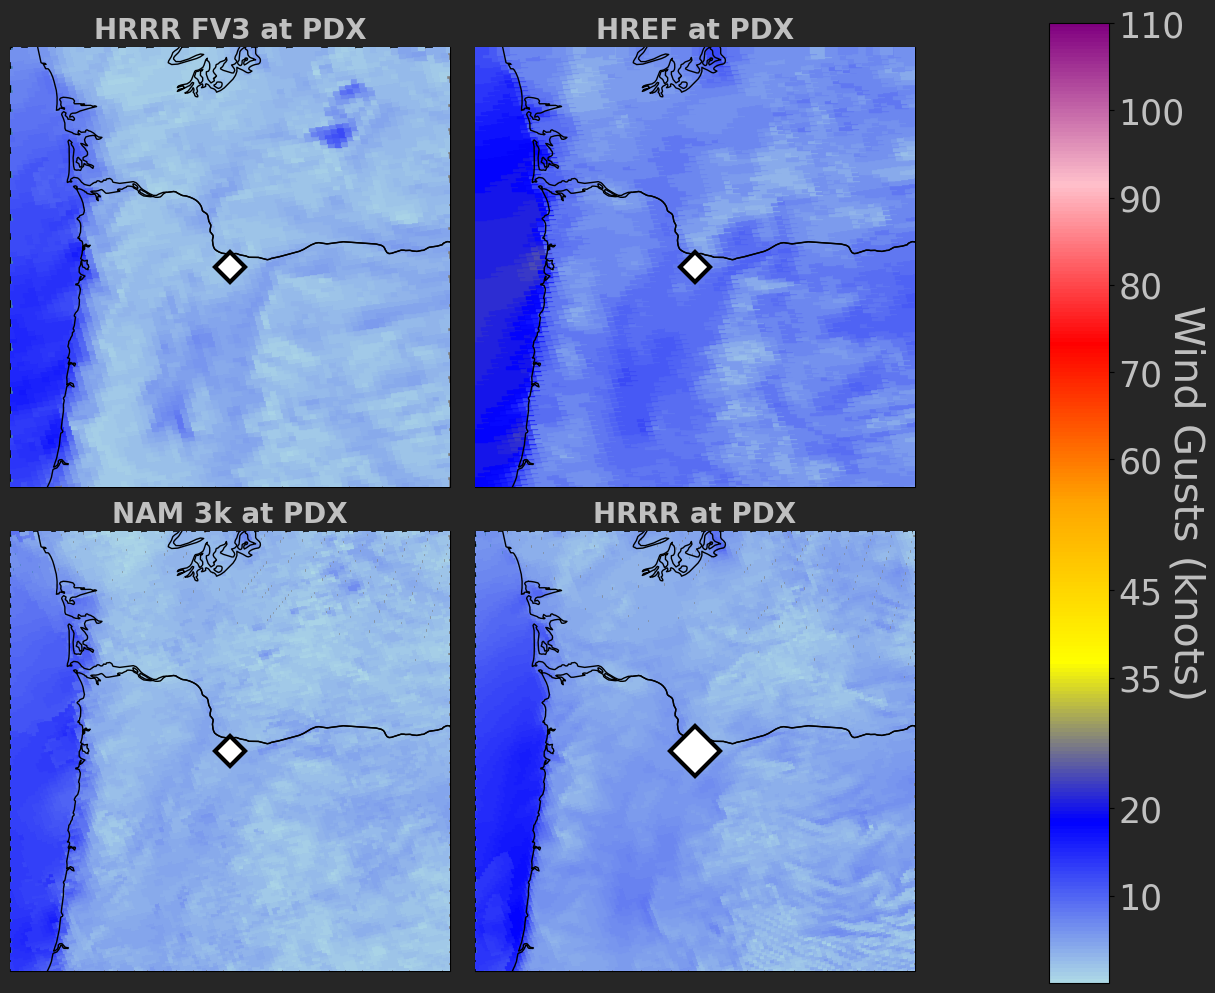 HRRR FV3 at PDX
HREF at PDX
NAM 3k at PDX
HRRR at PDX
110
100
90
80
70
60
45
35
20
10
Wind Gusts (knots)